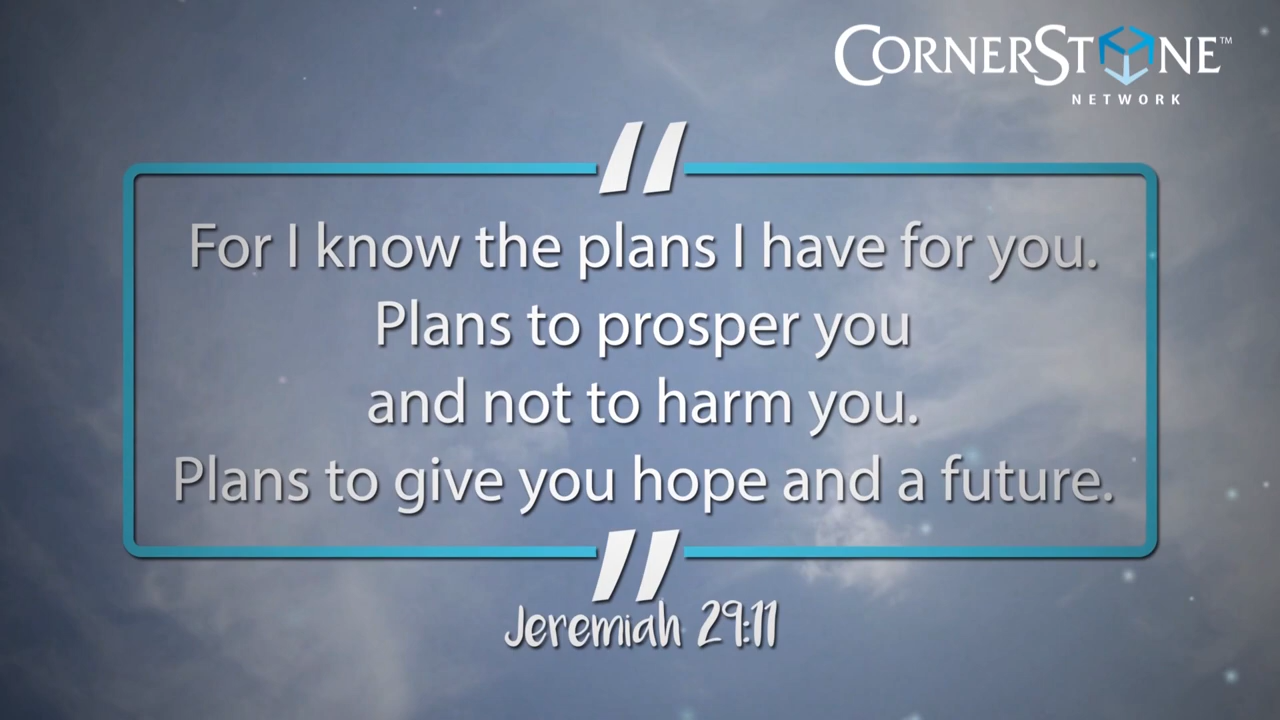 CORNERSTONE™
NETWORK
"
For I know the plans I have for you.
Plans to prosper you
and not to harm you.
Plans to give you hope and a future.
"
Jeremiah 29:11